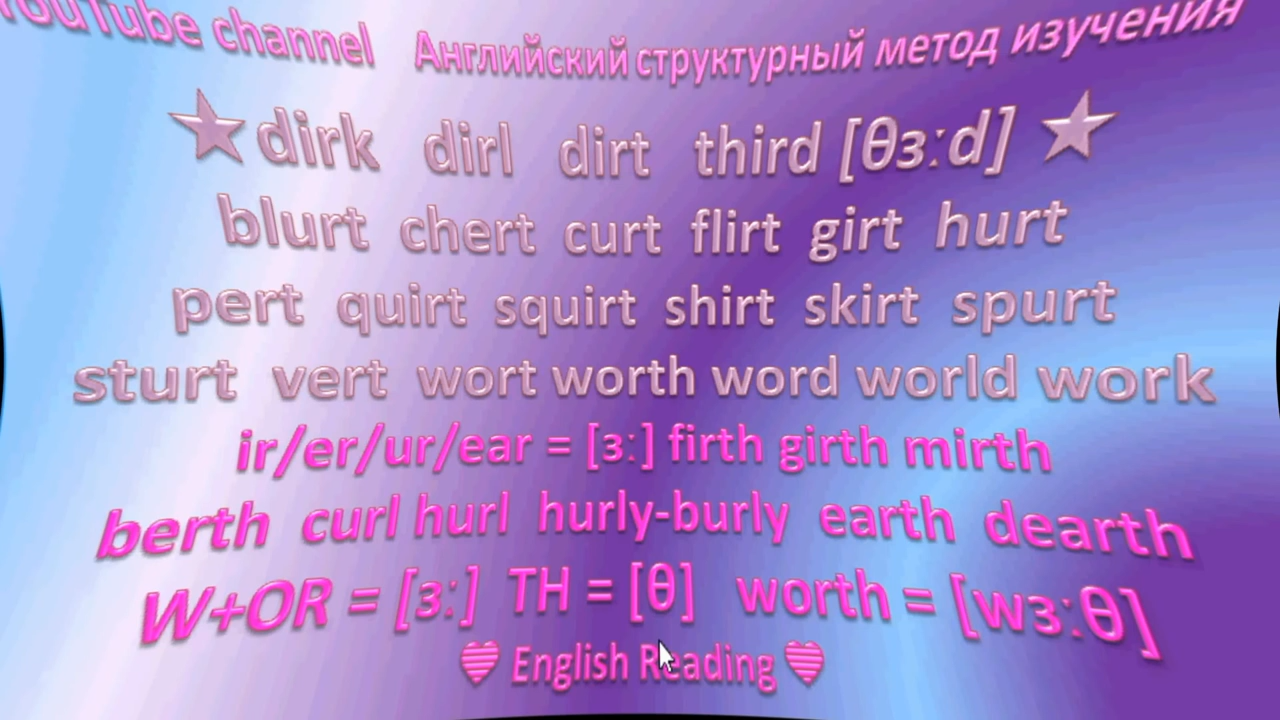 YouTube channel Английский структурный метод изучения
★ dirk dirl dirt third [θɜːd] ★
blurt chert curt flirt girt hurt
pert quirt squirt shirt skirt spurt
sturt vert wort worth word world work
ir/er/ur/ear = [ɜː] firth girth mirth
berth curl hurl hurly-burly earth dearth
W+OR = [ɜː] TH = [θ] worth = [wɜːθ]
English Reading